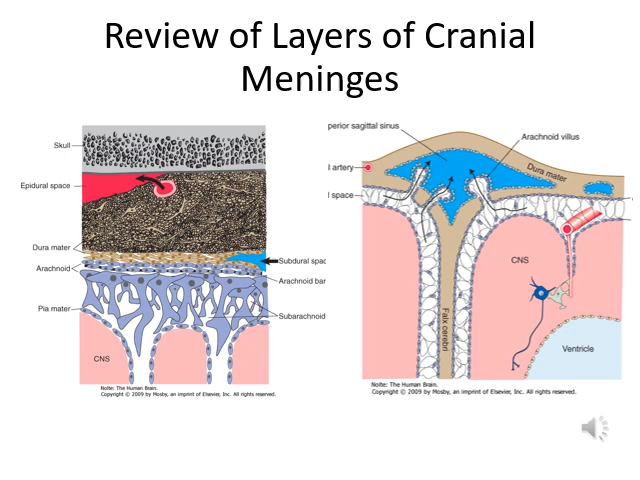 Review of Layers of Cranial
Meninges
Skull
Epidural space
Dura mater
Arachnoid
Pia mater
CNS
Subdural spac
Arachnoid bar
Subarachnoid
Nolte: The Human Brain.
Copyright © 2009 by Mosby, an imprint of Elsevier, Inc. All rights reserved.
perior sagittal sinus
Arachnoid villus
l artery
Dura mater
l space
CNS
Falx cerebri
Ventricle
Nolte: The Human Brain.
Copyright © 2009 by Mosby, an imprint of Elsevier, Inc. All rights reserved.